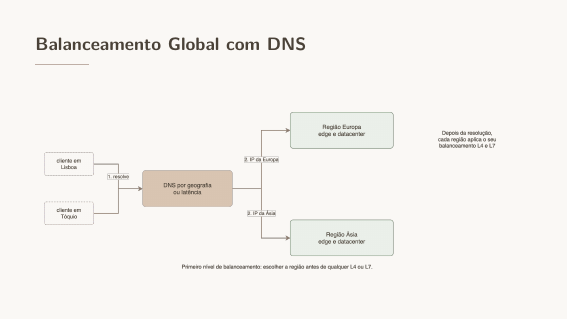 Balanceamento Global com DNS
cliente em
Lisboa
cliente em
Tóquio
1. resolve
DNS por geografia
ou latência
2. IP da Europa
2. IP da Ásia
Região Europa
edge e datacenter
Região Ásia
edge e datacenter
Depois da resolução,
cada região aplica o seu
balanceamento L4 e L7
Primeiro nível de balanceamento: escolher a região antes de qualquer L4 ou L7.